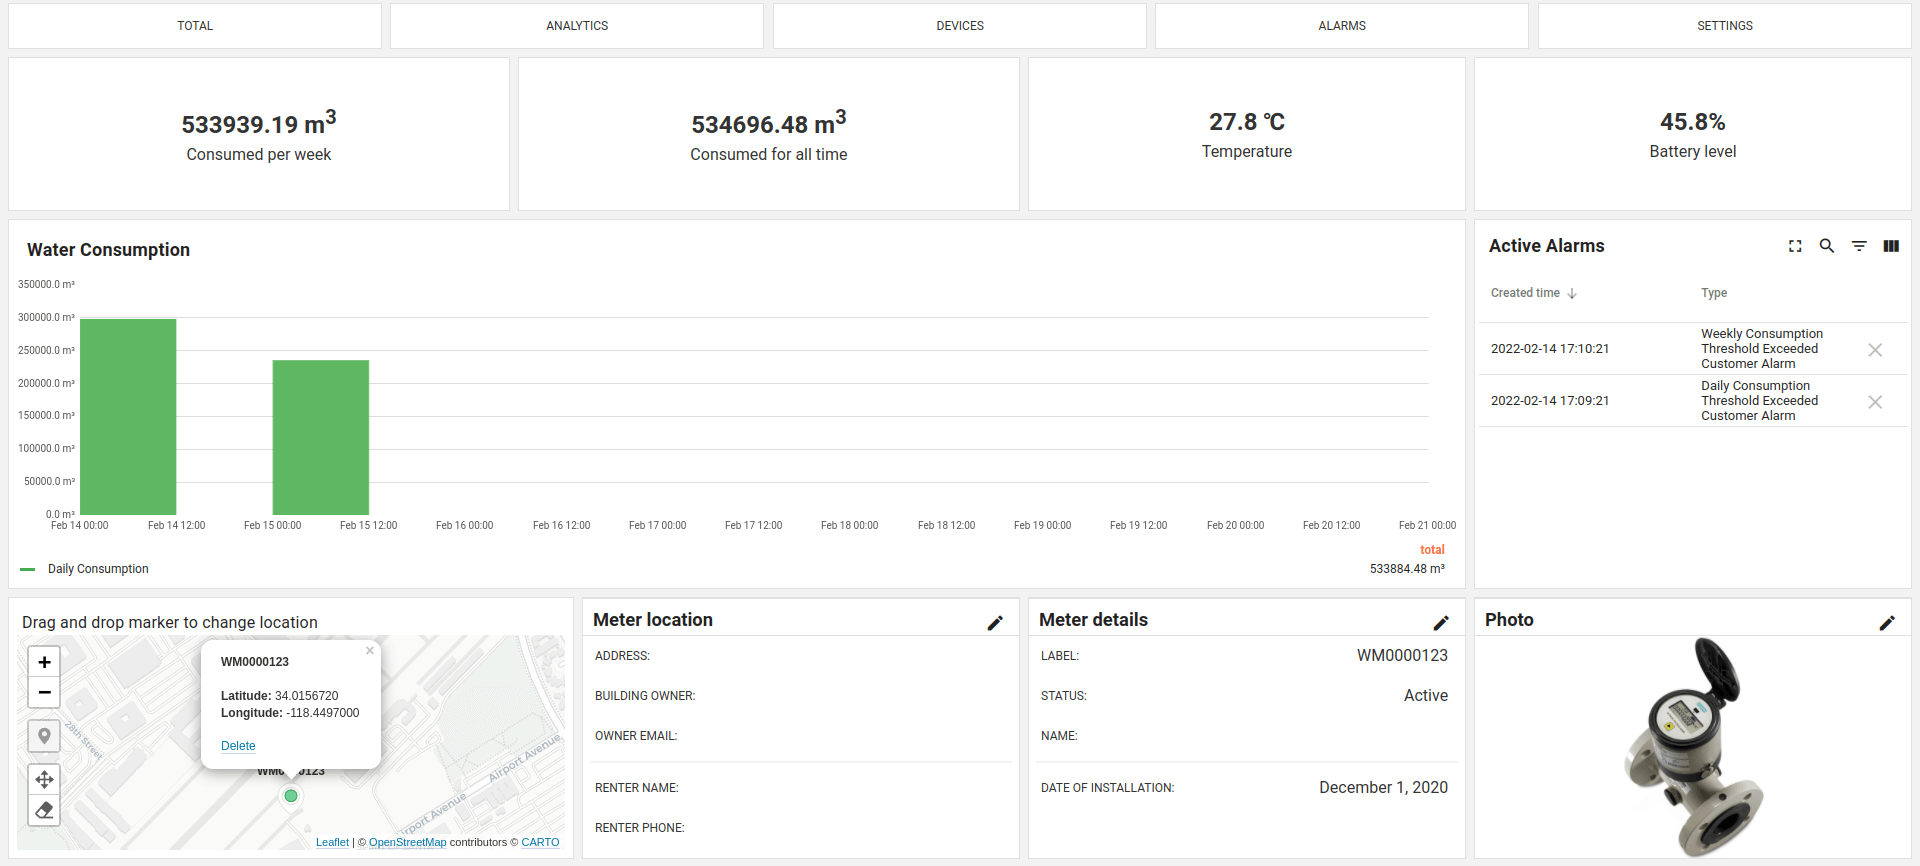 TOTAL
ANALYTICS
DEVICES
ALARMS
SETTINGS
533939.19 m³
Consumed per week
534696.48 m³
Consumed for all time
27.8 ℃
Temperature
45.8%
Battery level
Water Consumption
350000.0 m³
300000.0 m³
250000.0 m³
200000.0 m³
150000.0 m³
100000.0 m³
50000.0 m³
0.0 m³
Feb 14 00:00
Feb 14 12:00
Feb 15 00:00
Feb 15 12:00
Feb 16 00:00
Feb 16 12:00
Feb 17 00:00
Feb 17 12:00
Feb 18 00:00
Feb 18 12:00
Feb 19 00:00
Feb 19 12:00
Feb 20 00:00
Feb 20 12:00
Feb 21 00:00
total
Daily Consumption
533884.48 m³
Active Alarms
Created time
Type
2022-02-14 17:10:21
Weekly Consumption
Threshold Exceeded
Customer Alarm
2022-02-14 17:09:21
Daily Consumption
Threshold Exceeded
Customer Alarm
Drag and drop marker to change location
+
−
WM0000123
×
Latitude: 34.0156720
Longitude: -118.4497000
Delete
28th Street
Airport Avenue
Airport Avenue
Leaflet | © OpenStreetMap contributors © CARTO
Meter location
ADDRESS:
BUILDING OWNER:
OWNER EMAIL:
RENTER NAME:
RENTER PHONE:
Meter details
LABEL:
WM0000123
STATUS:
Active
NAME:
DATE OF INSTALLATION:
December 1, 2020
Photo